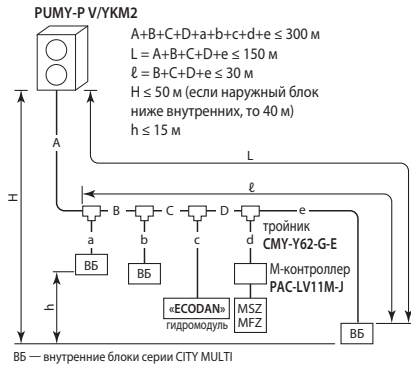 PUMY-P V/YKM2
A+B+C+D+a+b+c+d+e ≤ 300 м
L = A+B+C+D+e ≤ 150 м
ℓ = B+C+D+e ≤ 30 м
H ≤ 50 м (если наружный блок
ниже внутренних, то 40 м)
h ≤ 15 м
A
L
H
ℓ
B
C
D
e
тройник
CMY-Y62-G-E
a
b
c
d
М-контроллер
PAC-LV11M-J
ВБ
ВБ
h
«ECODAN»
гидромодуль
MSZ
MFZ
ВБ
ВБ — внутренние блоки серии CITY MULTI